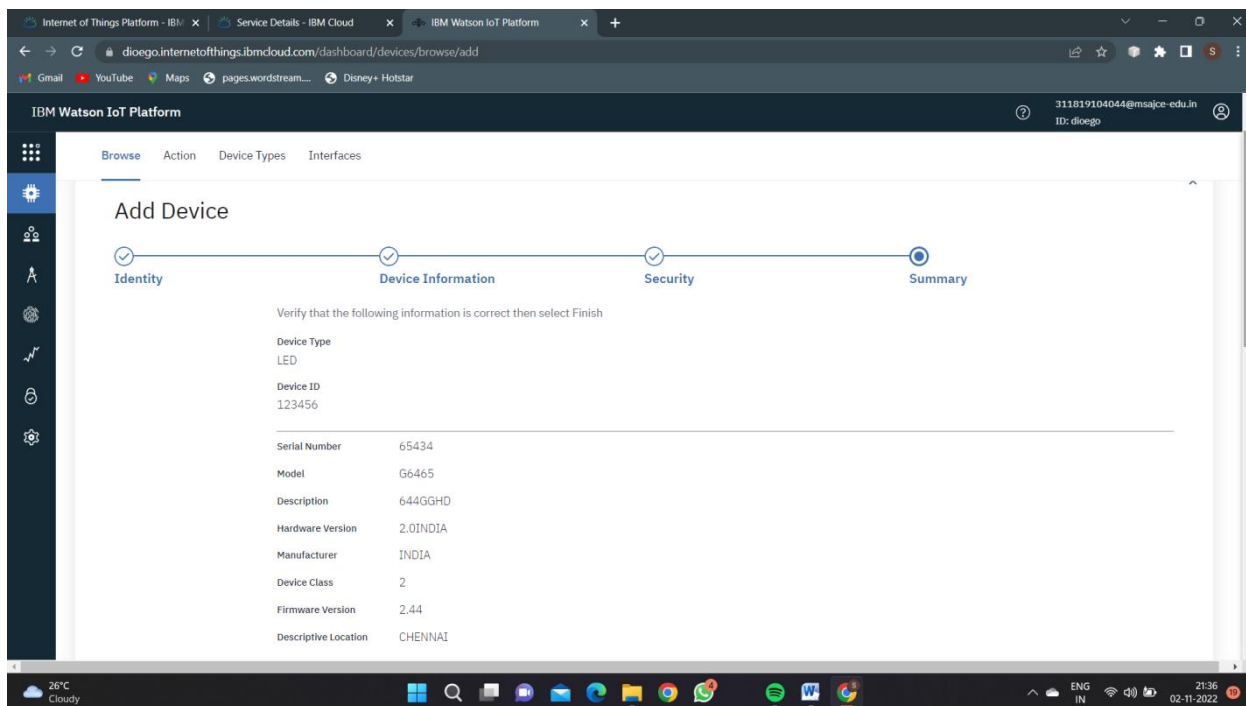 Internet of Things Platform - IBM
Service Details - IBM Cloud
IBM Watson IoT Platform
dioego.internetofthings.ibmcloud.com/dashboard/devices/browse/add
S
Gmail YouTube Maps pages.wordstream.... Disney+ Hotstar
IBM Watson IoT Platform
311819104044@msajce-edu.in
ID: dioego
Browse Action Device Types Interfaces
Add Device
Identity Device Information Security Summary
Verify that the following information is correct then select Finish
Device Type
LED
Device ID
123456
Serial Number 65434
Model G6465
Description 644GGHD
Hardware Version 2.0INDIA
Manufacturer INDIA
Device Class 2
Firmware Version 2.44
Descriptive Location CHENNAI
26°C
Cloudy
4
ENG
IN
21:36
02-11-2022
19